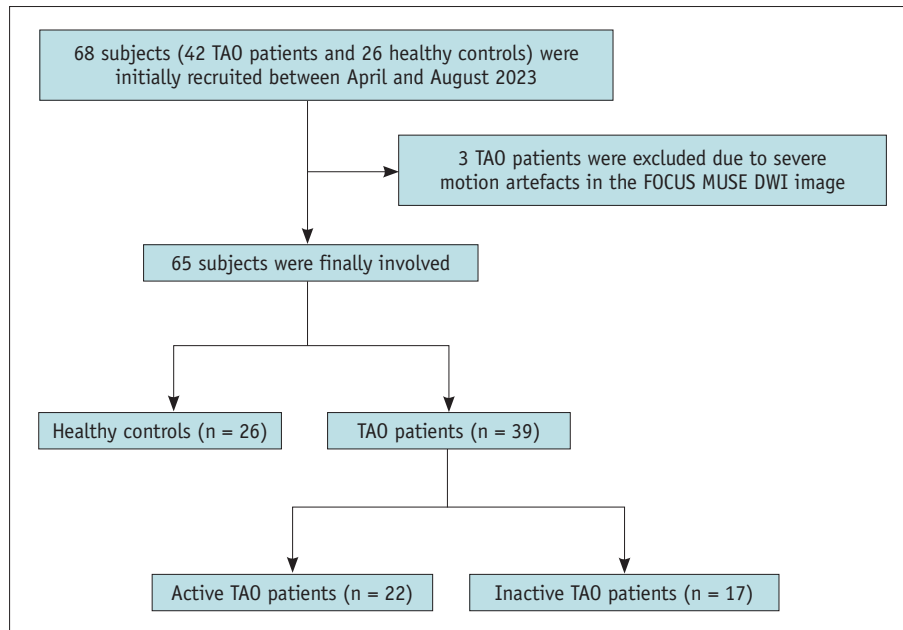 68 subjects (42 TAO patients and 26 healthy controls) were
initially recruited between April and August 2023
3 TAO patients were excluded due to severe
motion artefacts in the FOCUS MUSE DWI image
65 subjects were finally involved
Healthy controls (n = 26)
TAO patients (n = 39)
Active TAO patients (n = 22)
Inactive TAO patients (n = 17)